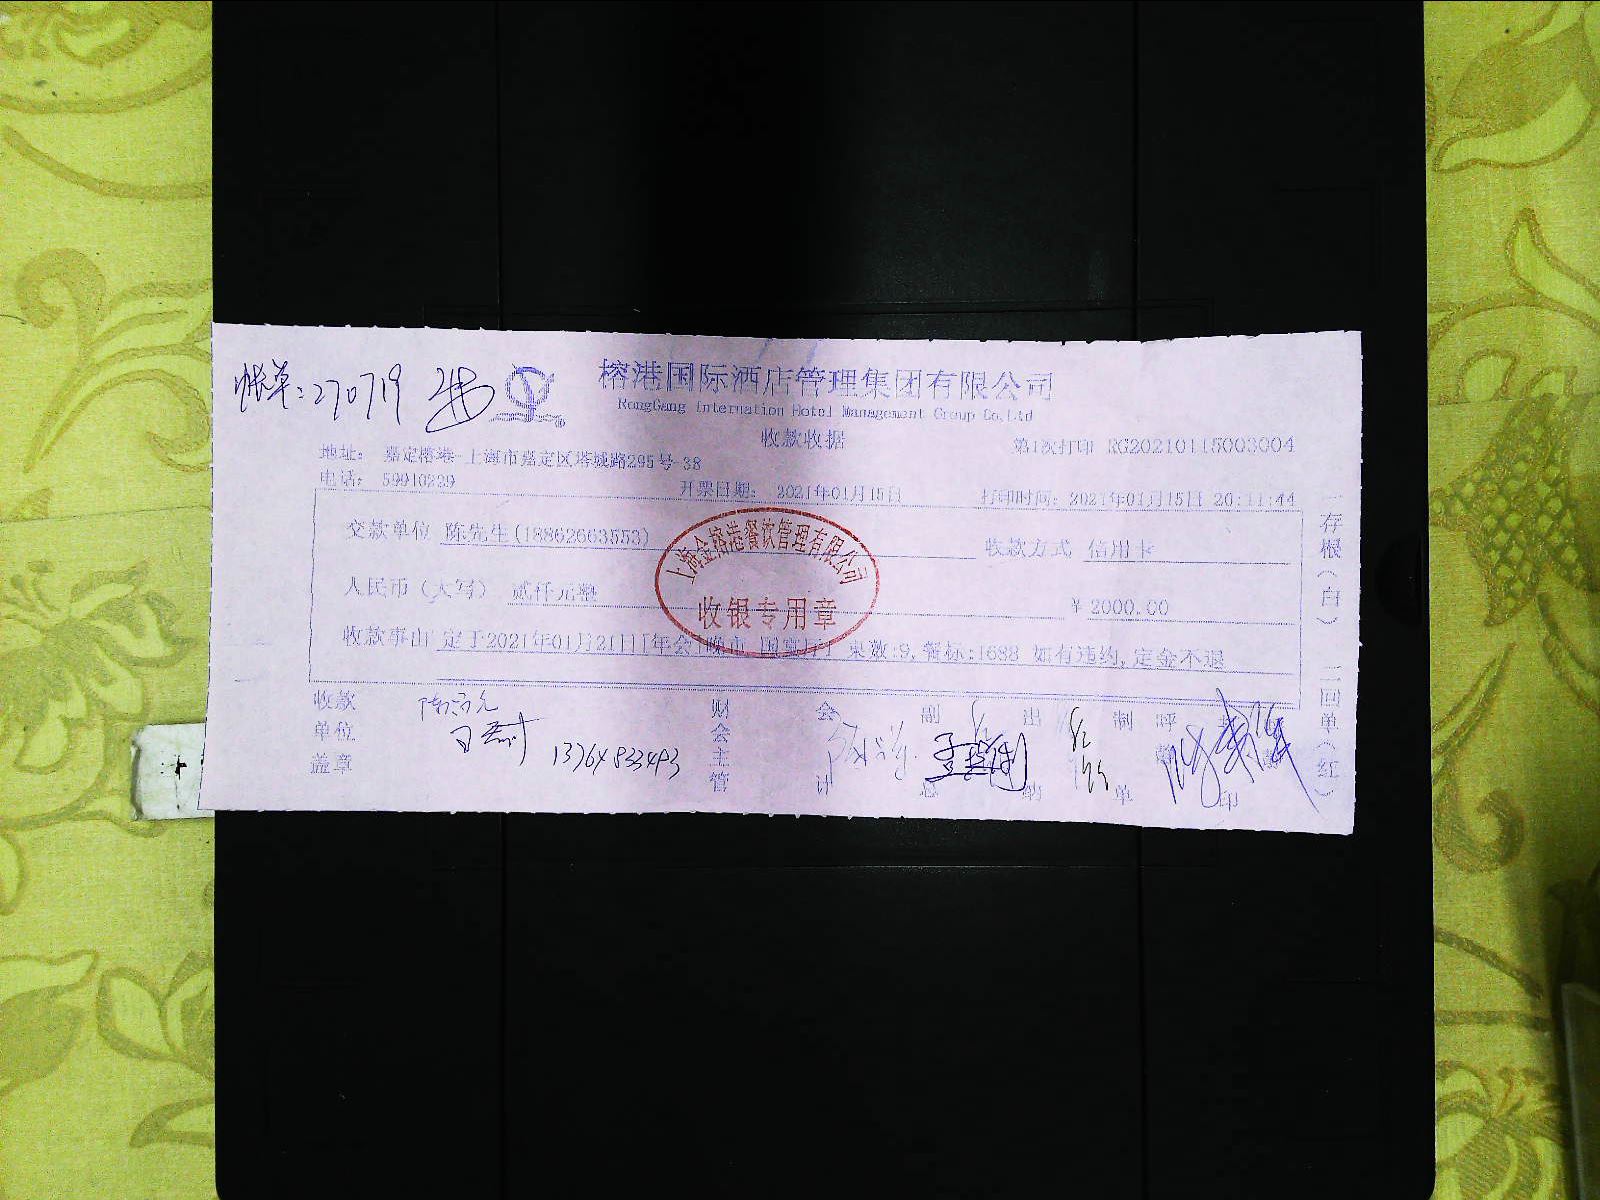 帐单:270719
榕港国际酒店管理集团有限公司
RongGang Internation Hotel Management Group Co,Ltd
收款收据
第1次打印 RG20210115003004
地址: 嘉定榕港-上海市嘉定区塔城路295号-38
电话: 59910229
开票日期: 2021年01月15日
打印时间: 2021年01月15日 20:11:44
交款单位 陈先生(18862663553)
收款方式 信用卡
人民币(大写) 贰仟元整
¥ 2000.00
收款事由 定于2021年01月21日[年会]晚市 国宴厅 桌数:9,餐标:1688 如有违约,定金不退
上海金榕港餐饮管理有限公司
收银专用章
一存根(白) 二回单(红)
收款单位盖章
13764833483
财会主管
会计
副总
出纳
制单